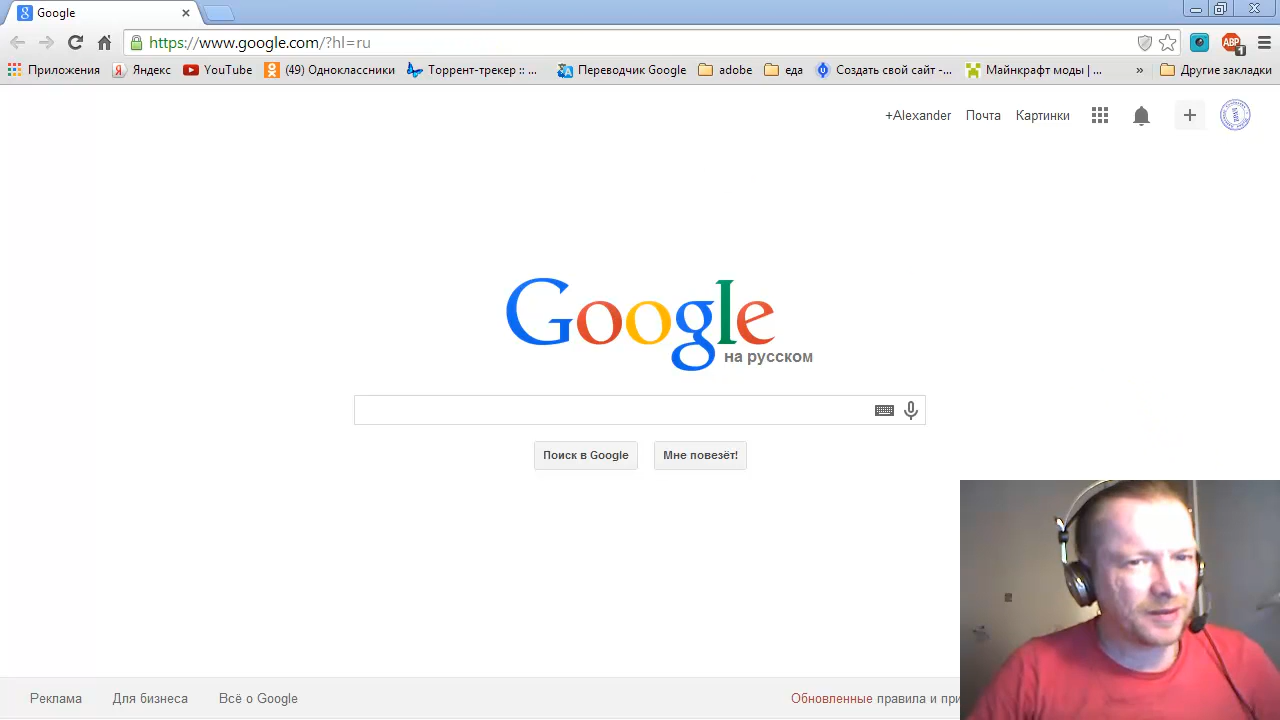 Google
https://www.google.com/?hl=ru
ABP 1
Приложения Яндекс YouTube (49) Одноклассники Торрент-трекер :: ... Переводчик Google adobe еда Создать свой сайт -... Майнкрафт моды | ... » Другие закладки
+Alexander Почта Картинки
Google
на русском
Поиск в Google Мне повезёт!
Реклама Для бизнеса Всё о Google Обновленные правила и